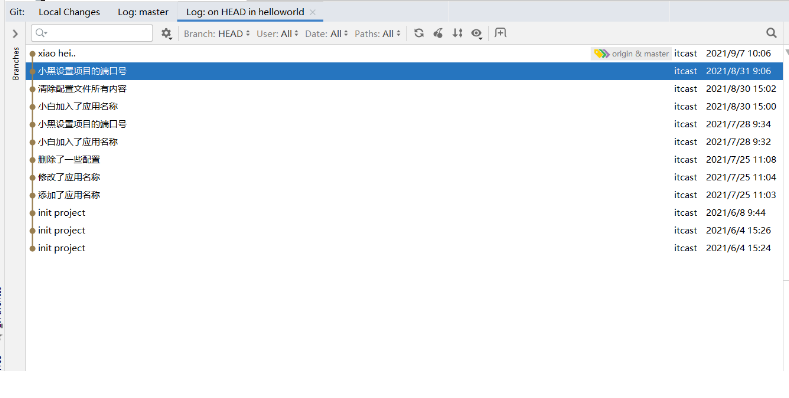 Git: Local Changes Log: master Log: on HEAD in helloworld
Branch: HEAD User: All Date: All Paths: All
Branches
xiao hei.. origin & master itcast 2021/9/7 10:06
小黑设置项目的端口号 itcast 2021/8/31 9:06
清除配置文件所有内容 itcast 2021/8/30 15:02
小白加入了应用名称 itcast 2021/8/30 15:00
小黑设置项目的端口号 itcast 2021/7/28 9:34
小白加入了应用名称 itcast 2021/7/28 9:32
删除了一些配置 itcast 2021/7/25 11:08
修改了应用名称 itcast 2021/7/25 11:04
添加了应用名称 itcast 2021/7/25 11:03
init project itcast 2021/6/8 9:44
init project itcast 2021/6/4 15:26
init project itcast 2021/6/4 15:24